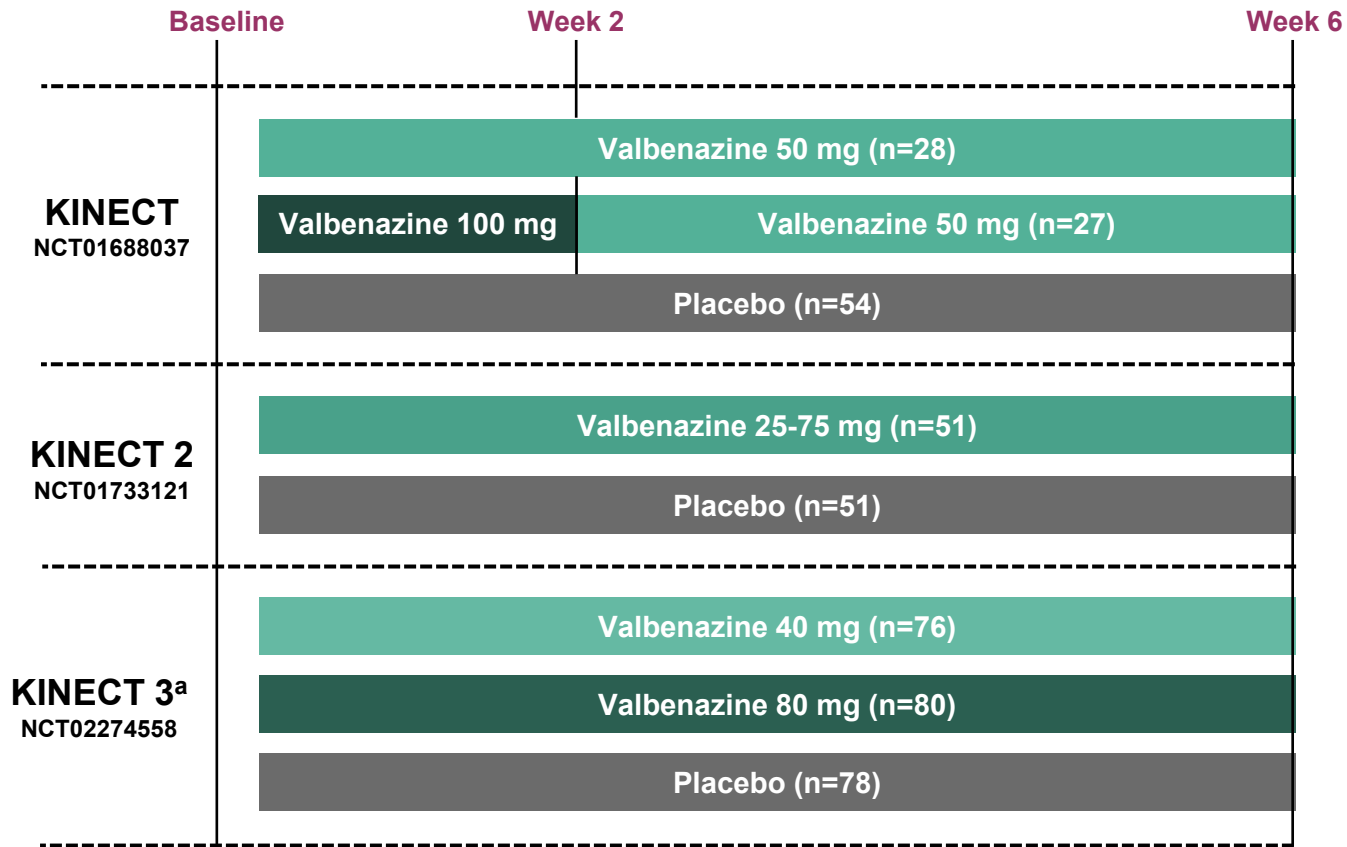 Baseline
Week 2
Week 6
KINECT
NCT01688037
Valbenazine 50 mg (n=28)
Valbenazine 100 mg
Valbenazine 50 mg (n=27)
Placebo (n=54)
KINECT 2
NCT01733121
Valbenazine 25-75 mg (n=51)
Placebo (n=51)
KINECT 3ᵃ
NCT02274558
Valbenazine 40 mg (n=76)
Valbenazine 80 mg (n=80)
Placebo (n=78)